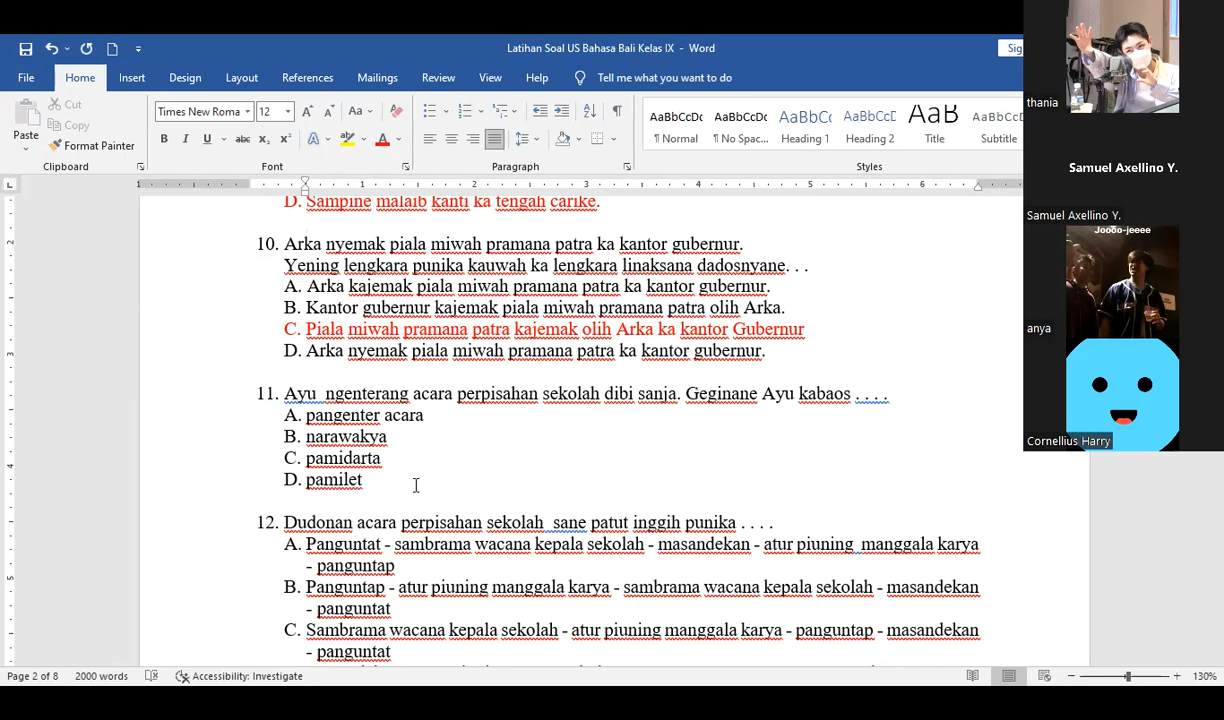 Latihan Soal US Bahasa Bali Kelas IX - Word
File Home Insert Design Layout References Mailings Review View Help Tell me what you want to do
Times New Roma 12
Cut
Copy
Format Painter
Paste
Clipboard
Font
Paragraph
Styles
AaBbCcDc AaBbCcDc AaBbC AaBbCcD AaB AaBbCcD
¶ Normal ¶ No Spac... Heading 1 Heading 2 Title Subtitle
D. Sampine malaib kanti ka tengah carike.
10. Arka nyemak piala miwah pramana patra ka kantor gubernur.
Yening lengkara punika kauwah ka lengkara linaksana dadosnyane. . .
A. Arka kajemak piala miwah pramana patra ka kantor gubernur.
B. Kantor gubernur kajemak piala miwah pramana patra olih Arka.
C. Piala miwah pramana patra kajemak olih Arka ka kantor Gubernur
D. Arka nyemak piala miwah pramana patra ka kantor gubernur.
11. Ayu ngenterang acara perpisahan sekolah dibi sanja. Geginane Ayu kabaos . . . .
A. pangenter acara
B. narawakya
C. pamidarta
D. pamilet
12. Dudonan acara perpisahan sekolah sane patut inggih punika . . . .
A. Panguntat - sambrama wacana kepala sekolah - masandekan - atur piuning manggala karya
- panguntap
B. Panguntap - atur piuning manggala karya - sambrama wacana kepala sekolah - masandekan
- panguntat
C. Sambrama wacana kepala sekolah - atur piuning manggala karya - panguntap - masandekan
- panguntat
Page 2 of 8 2000 words Accessibility: Investigate 130%
thania
Samuel Axellino Y.
Samuel Axellino Y.
Joooo-jeeee
anya
Cornellius Harry